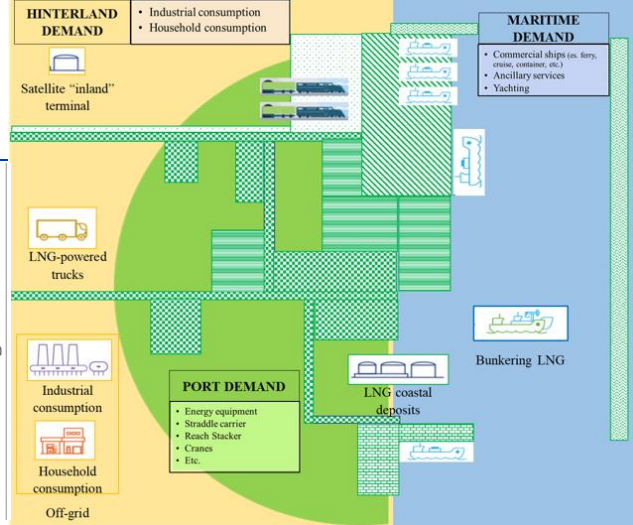 HINTERLAND
DEMAND
• Industrial consumption
• Household consumption
MARITIME
DEMAND
• Commercial ships (es. ferry,
cruise, container, etc.)
• Ancillary services
• Yachting
Satellite “inland”
terminal
LNG-powered
trucks
Bunkering LNG
Industrial
consumption
PORT DEMAND
• Energy equipment
• Straddle carrier
• Reach Stacker
• Cranes
• Etc.
LNG coastal
deposits
Household
consumption
Off-grid